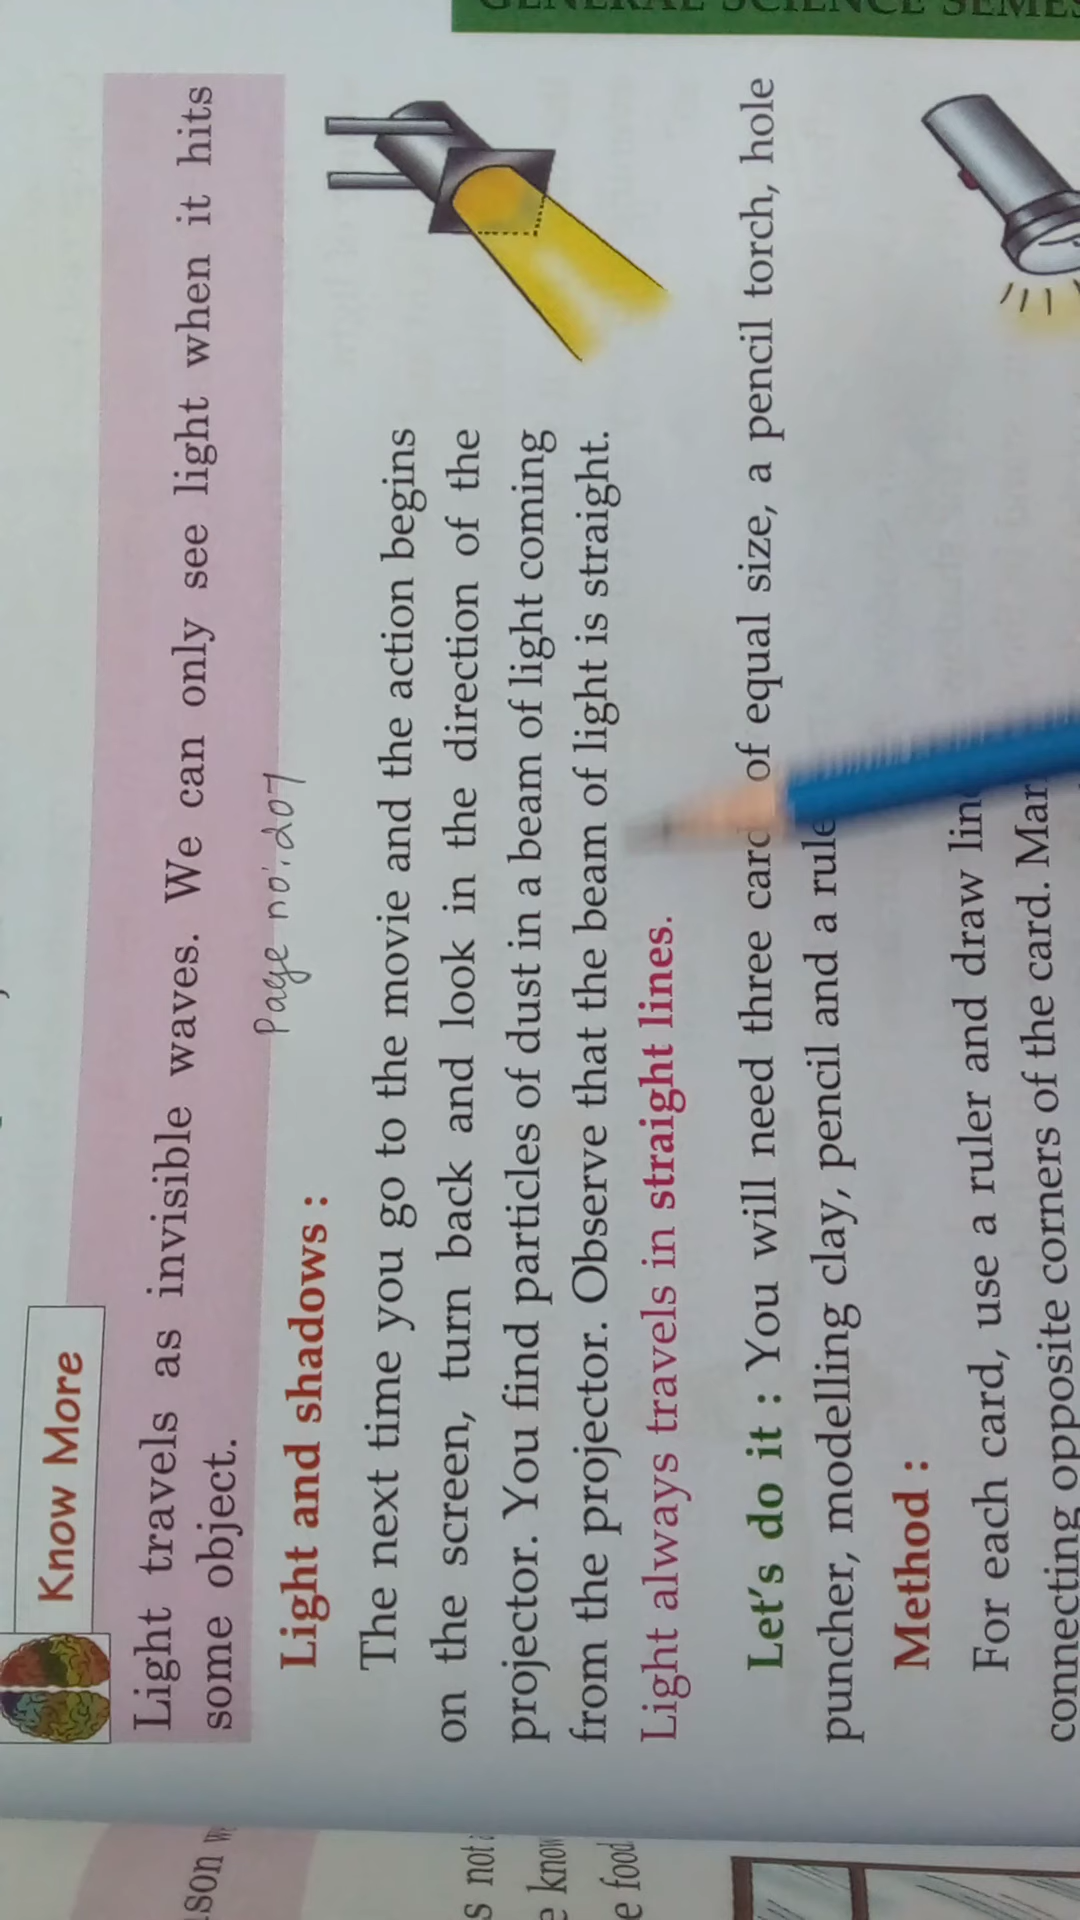 GENERAL SCIENCE
Know More
Light travels as invisible waves. We can only see light when it hits
some object.
Page no: 207
Light and shadows :
The next time you go to the movie and the action begins
on the screen, turn back and look in the direction of the
projector. You find particles of dust in a beam of light coming
from the projector. Observe that the beam of light is straight.
Light always travels in straight lines.
Let's do it : You will need three card of equal size, a pencil torch, hole
puncher, modelling clay, pencil and a rule
Method :
For each card, use a ruler and draw
connecting opposite corners of the card.